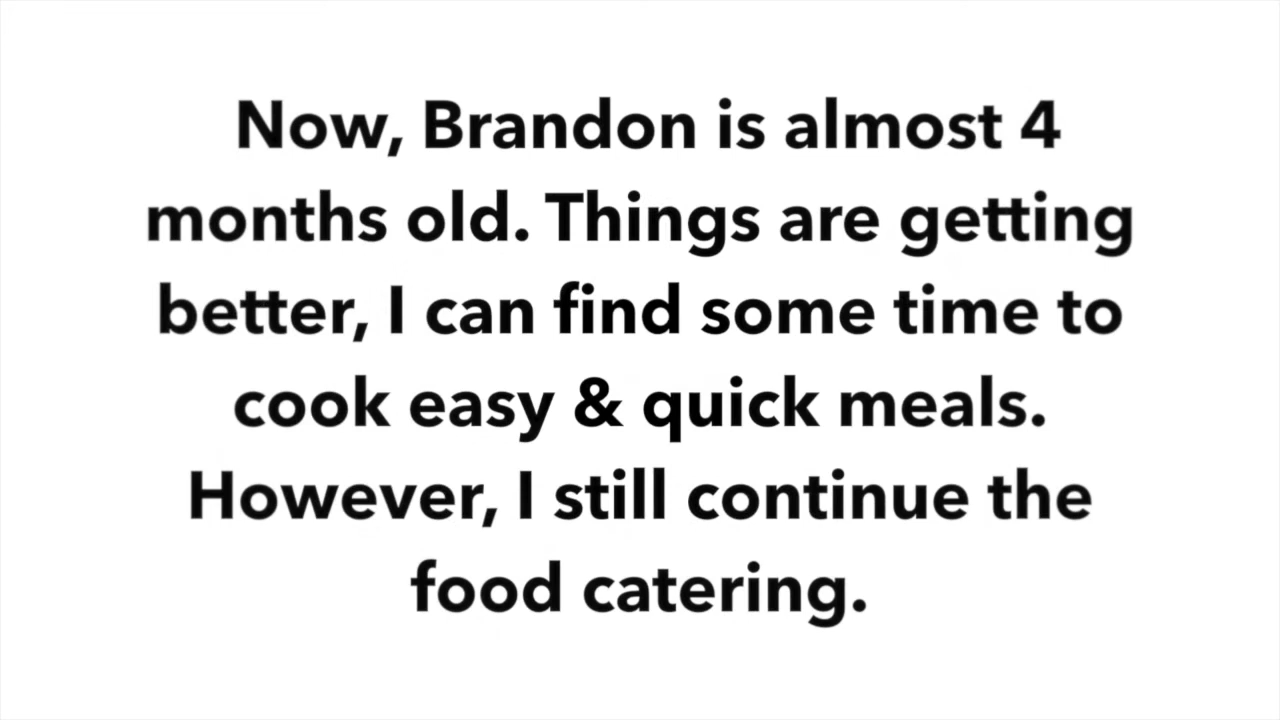 Now, Brandon is almost 4
months old. Things are getting
better, I can find some time to
cook easy & quick meals.
However, I still continue the
food catering.